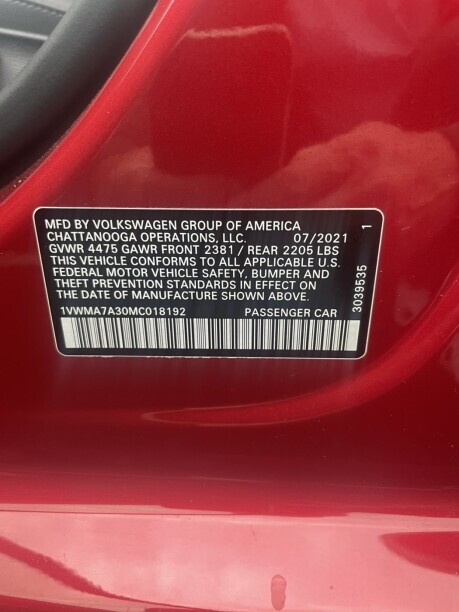 MFD BY VOLKSWAGEN GROUP OF AMERICA
CHATTANOOGA OPERATIONS, LLC. 07/2021
GVWR 4475 GAWR FRONT 2381 / REAR 2205 LBS
THIS VEHICLE CONFORMS TO ALL APPLICABLE U.S.
FEDERAL MOTOR VEHICLE SAFETY, BUMPER AND
THEFT PREVENTION STANDARDS IN EFFECT ON
THE DATE OF MANUFACTURE SHOWN ABOVE.
1VWMA7A30MC018192 PASSENGER CAR
3039535 1